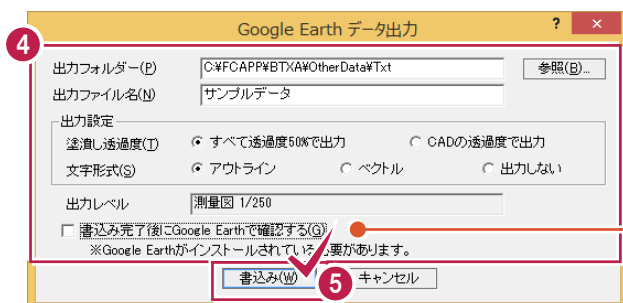 Google Earth データ出力 ? ×
4
出力フォルダー(P) C:¥FCAPP¥BTXA¥OtherData¥Txt 参照(B)...
出力ファイル名(N) サンプルデータ
出力設定
塗潰し透過度(T) すべて透過度50%で出力 CADの透過度で出力
文字形式(S) アウトライン ベクトル 出力しない
出力レベル 測量図 1/250
書込み完了後にGoogle Earthで確認する(G)
※Google Earthがインストールされている必要があります。
書込み(W) 5 キャンセル